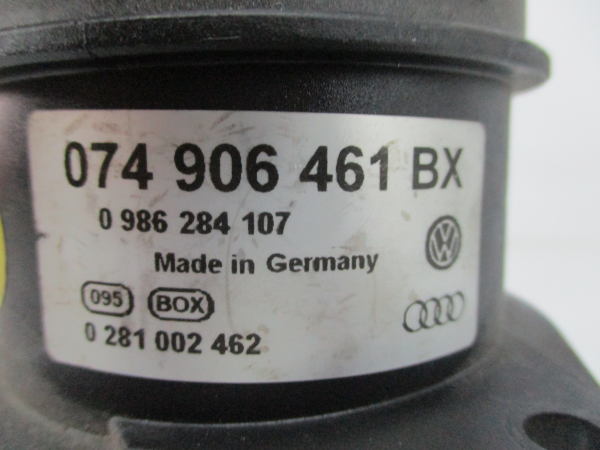 074 906 461 BX
0 986 284 107
Made in Germany
095 BOX
0 281 002 462